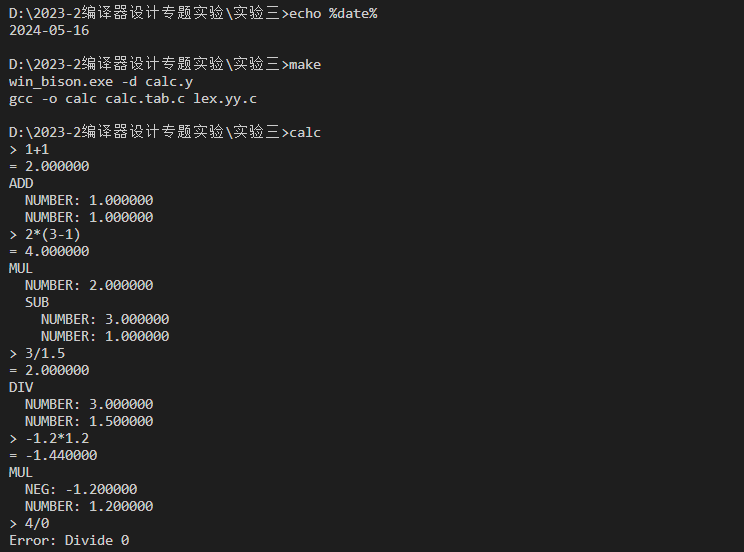 D:\2023-2编译器设计专题实验\实验三>echo %date%
2024-05-16
D:\2023-2编译器设计专题实验\实验三>make
win_bison.exe -d calc.y
gcc -o calc calc.tab.c lex.yy.c
D:\2023-2编译器设计专题实验\实验三>calc
> 1+1
= 2.000000
ADD
  NUMBER: 1.000000
  NUMBER: 1.000000
> 2*(3-1)
= 4.000000
MUL
  NUMBER: 2.000000
  SUB
    NUMBER: 3.000000
    NUMBER: 1.000000
> 3/1.5
= 2.000000
DIV
  NUMBER: 3.000000
  NUMBER: 1.500000
> -1.2*1.2
= -1.440000
MUL
  NEG: -1.200000
  NUMBER: 1.200000
> 4/0
Error: Divide 0